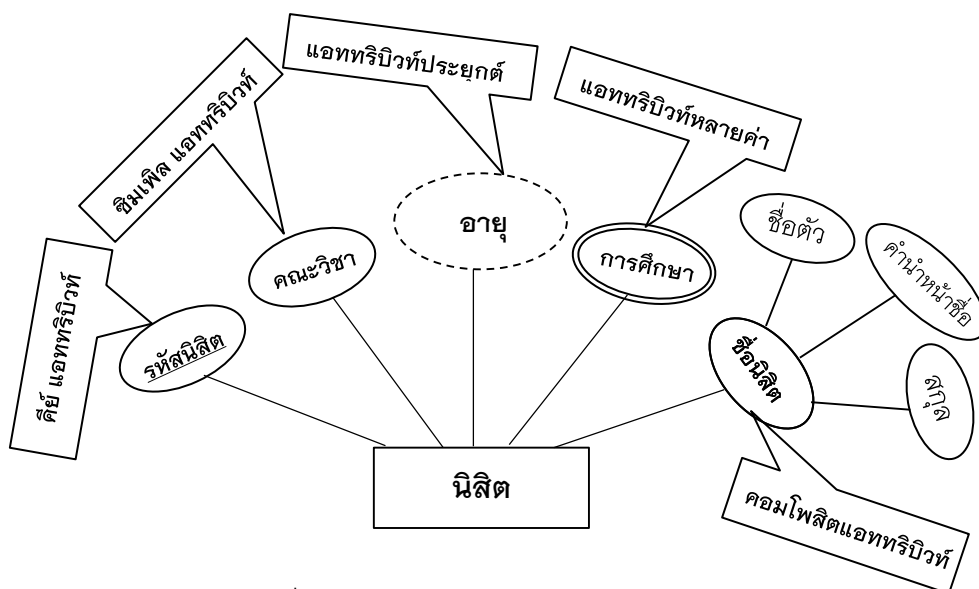 แอททริบิวท์ประยุกต์
แอททริบิวท์หลายค่า
ซิมเพิล แอททริบิวท์
คีย์ แอททริบิวท์
อายุ
ชื่อตัว
คำนำหน้าชื่อ
คณะวิชา
การศึกษา
รหัสนิสิต
ชื่อนิสิต
สกุล
นิสิต
คอมโพสิตแอททริบิวท์